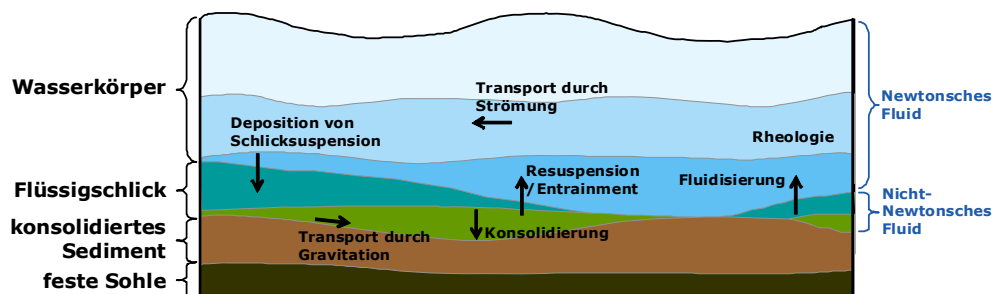 Wasserkörper
Flüssigschlick
konsolidiertes
Sediment
feste Sohle
Transport durch
Strömung
Deposition von
Schlicksuspension
Rheologie
Resuspension
/Entrainment
Fluidisierung
Konsolidierung
Transport durch
Gravitation
Newtonsches
Fluid
Nicht-
Newtonsches
Fluid